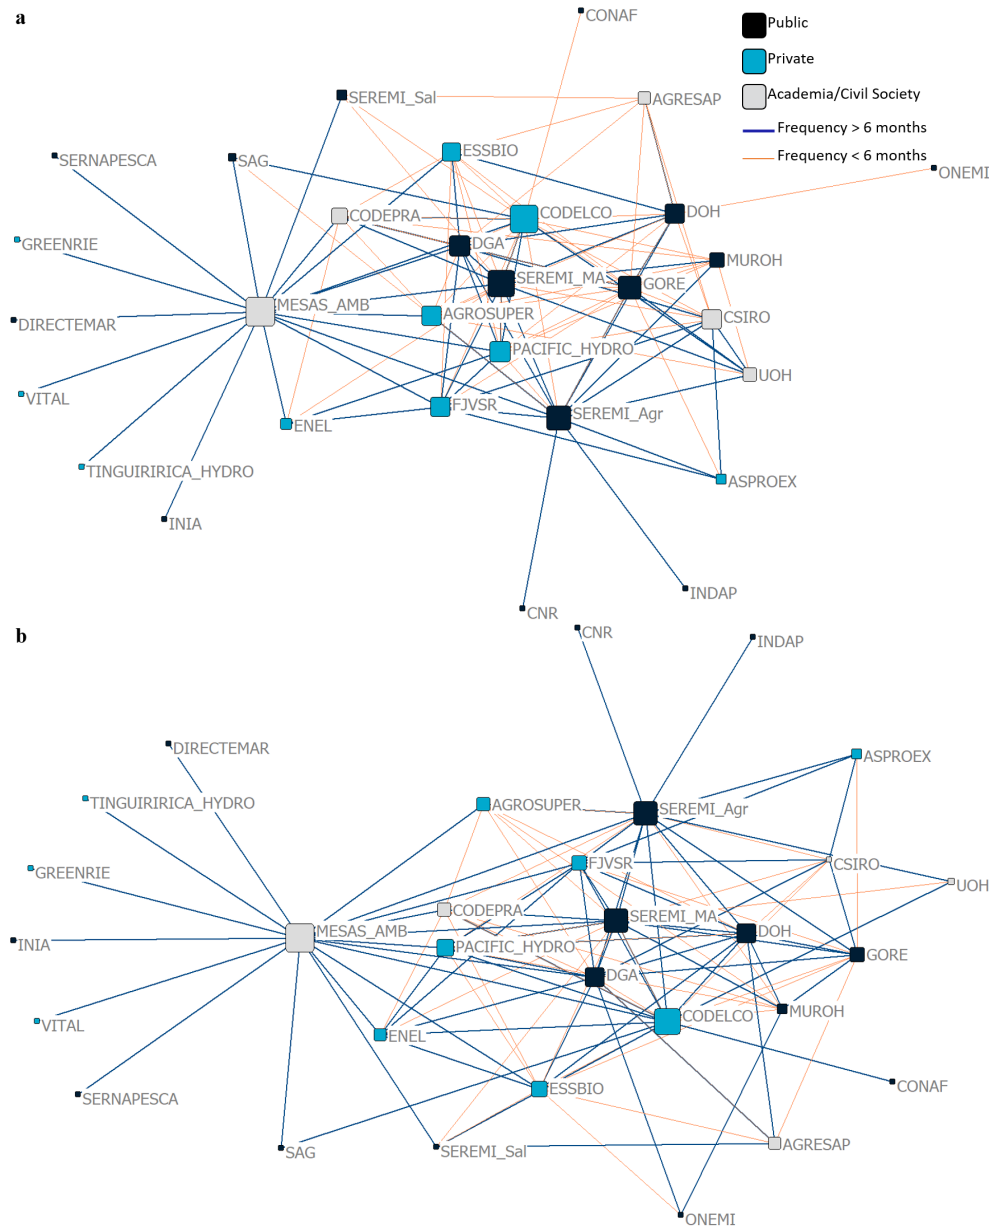 a
CONAF
Public
Private
Academia/Civil Society
Frequency > 6 months
Frequency < 6 months
SEREMI_Sal
AGRESAP
ESSBIO
SERNAPESCA
SAG
ONEMI
CODEPRA
CODELCO
DOH
GREENRIE
DGA
MUROH
SEREMI_MA
GORE
MESAS_AMB
AGROSUPER
CSIRO
DIRECTEMAR
PACIFIC_HYDRO
UOH
VITAL
FJVSR
SEREMI_Agr
ENEL
TINGUIRIRICA_HYDRO
ASPROEX
INIA
INDAP
CNR
b
CNR
INDAP
DIRECTEMAR
ASPROEX
TINGUIRIRICA_HYDRO
AGROSUPER
SEREMI_Agr
FJVSR
CSIRO
GREENRIE
UOH
CODEPRA
SEREMI_MA
MESAS_AMB
DOH
INIA
PACIFIC_HYDRO
GORE
DGA
MUROH
CODELCO
VITAL
ENEL
CONAF
ESSBIO
SERNAPESCA
AGRESAP
SAG
SEREMI_Sal
ONEMI